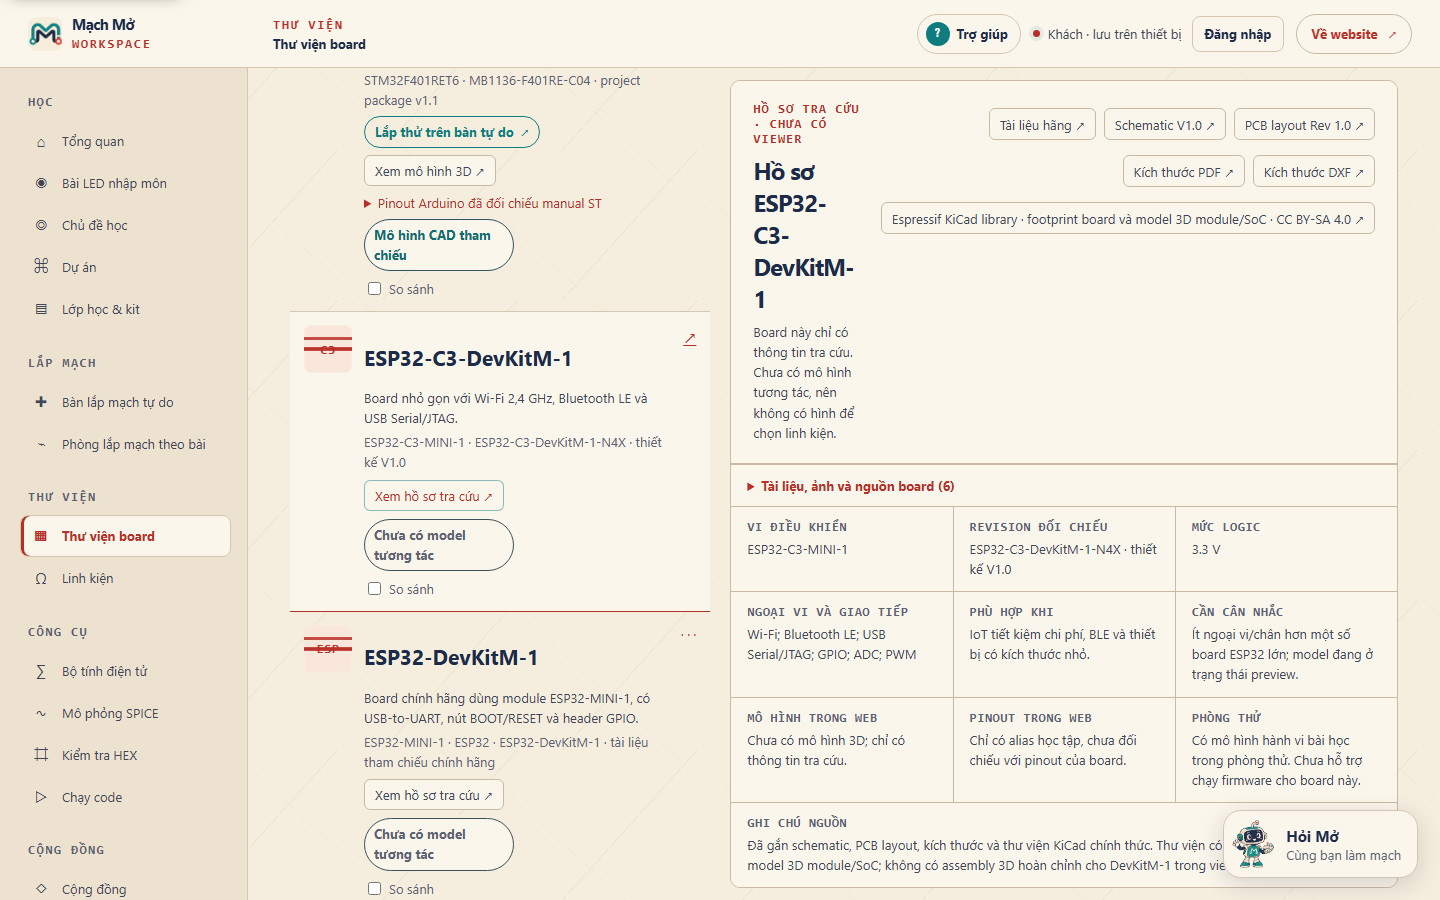 Mạch Mở
WORKSPACE
THƯ VIỆN
Thư viện board
? Trợ giúp
Khách · lưu trên thiết bị
Đăng nhập
Về website ↗
HỌC
Tổng quan
Bài LED nhập môn
Chủ đề học
Dự án
Lớp học & kit
LẮP MẠCH
Bàn lắp mạch tự do
Phòng lắp mạch theo bài
THƯ VIỆN
Thư viện board
Linh kiện
CÔNG CỤ
Bộ tính điện tử
Mô phỏng SPICE
Kiểm tra HEX
Chạy code
CỘNG ĐỒNG
Cộng đồng
STM32F401RET6 · MB1136-F401RE-C04 · project
package v1.1
Lắp thử trên bàn tự do ↗
Xem mô hình 3D ↗
▶ Pinout Arduino đã đối chiếu manual ST
Mô hình CAD tham
chiếu
So sánh
C3
↗
ESP32-C3-DevKitM-1
Board nhỏ gọn với Wi-Fi 2,4 GHz, Bluetooth LE và
USB Serial/JTAG.
ESP32-C3-MINI-1 · ESP32-C3-DevKitM-1-N4X · thiết
kế V1.0
Xem hồ sơ tra cứu ↗
Chưa có model
tương tác
So sánh
ESP
...
ESP32-DevKitM-1
Board chính hãng dùng module ESP32-MINI-1, có
USB-to-UART, nút BOOT/RESET và header GPIO.
ESP32-MINI-1 · ESP32 · ESP32-DevKitM-1 · tài liệu
tham chiếu chính hãng
Xem hồ sơ tra cứu ↗
Chưa có model
tương tác
So sánh
HỒ SƠ TRA CỨU
· CHƯA CÓ
VIEWER
Hồ sơ
ESP32-
C3-
DevKitM-
1
Board này chỉ có
thông tin tra cứu.
Chưa có mô hình
tương tác, nên
không có hình để
chọn linh kiện.
Tài liệu hãng ↗
Schematic V1.0 ↗
PCB layout Rev 1.0 ↗
Kích thước PDF ↗
Kích thước DXF ↗
Espressif KiCad library · footprint board và model 3D module/SoC · CC BY-SA 4.0 ↗
▶ Tài liệu, ảnh và nguồn board (6)
VI ĐIỀU KHIỂN
ESP32-C3-MINI-1
REVISION ĐỐI CHIẾU
ESP32-C3-DevKitM-1-N4X · thiết
kế V1.0
MỨC LOGIC
3.3 V
NGOẠI VI VÀ GIAO TIẾP
Wi-Fi; Bluetooth LE; USB
Serial/JTAG; GPIO; ADC; PWM
PHÙ HỢP KHI
IoT tiết kiệm chi phí, BLE và thiết
bị có kích thước nhỏ.
CẦN CÂN NHẮC
Ít ngoại vi/chân hơn một số
board ESP32 lớn; model đang ở
trạng thái preview.
MÔ HÌNH TRONG WEB
Chưa có mô hình 3D; chỉ có
thông tin tra cứu.
PINOUT TRONG WEB
Chỉ có alias học tập, chưa đối
chiếu với pinout của board.
PHÒNG THỬ
Có mô hình hành vi bài học
trong phòng thử. Chưa hỗ trợ
chạy firmware cho board này.
GHI CHÚ NGUỒN
Đã gắn schematic, PCB layout, kích thước và thư viện KiCad chính thức. Thư viện có
model 3D module/SoC; không có assembly 3D hoàn chỉnh cho DevKitM-1 trong
Hỏi Mở
Cùng bạn làm mạch